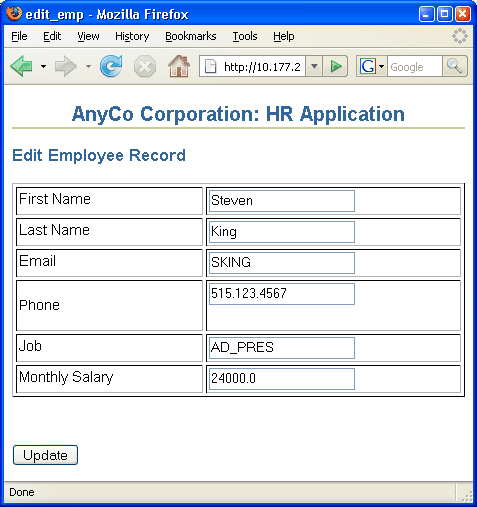 edit_emp - Mozilla Firefox
File Edit View History Bookmarks Tools Help
http://10.177.2 G Google
AnyCo Corporation: HR Application
Edit Employee Record
First Name Steven
Last Name King
Email SKING
Phone 515.123.4567
Job AD_PRES
Monthly Salary 24000.0
Update
Done